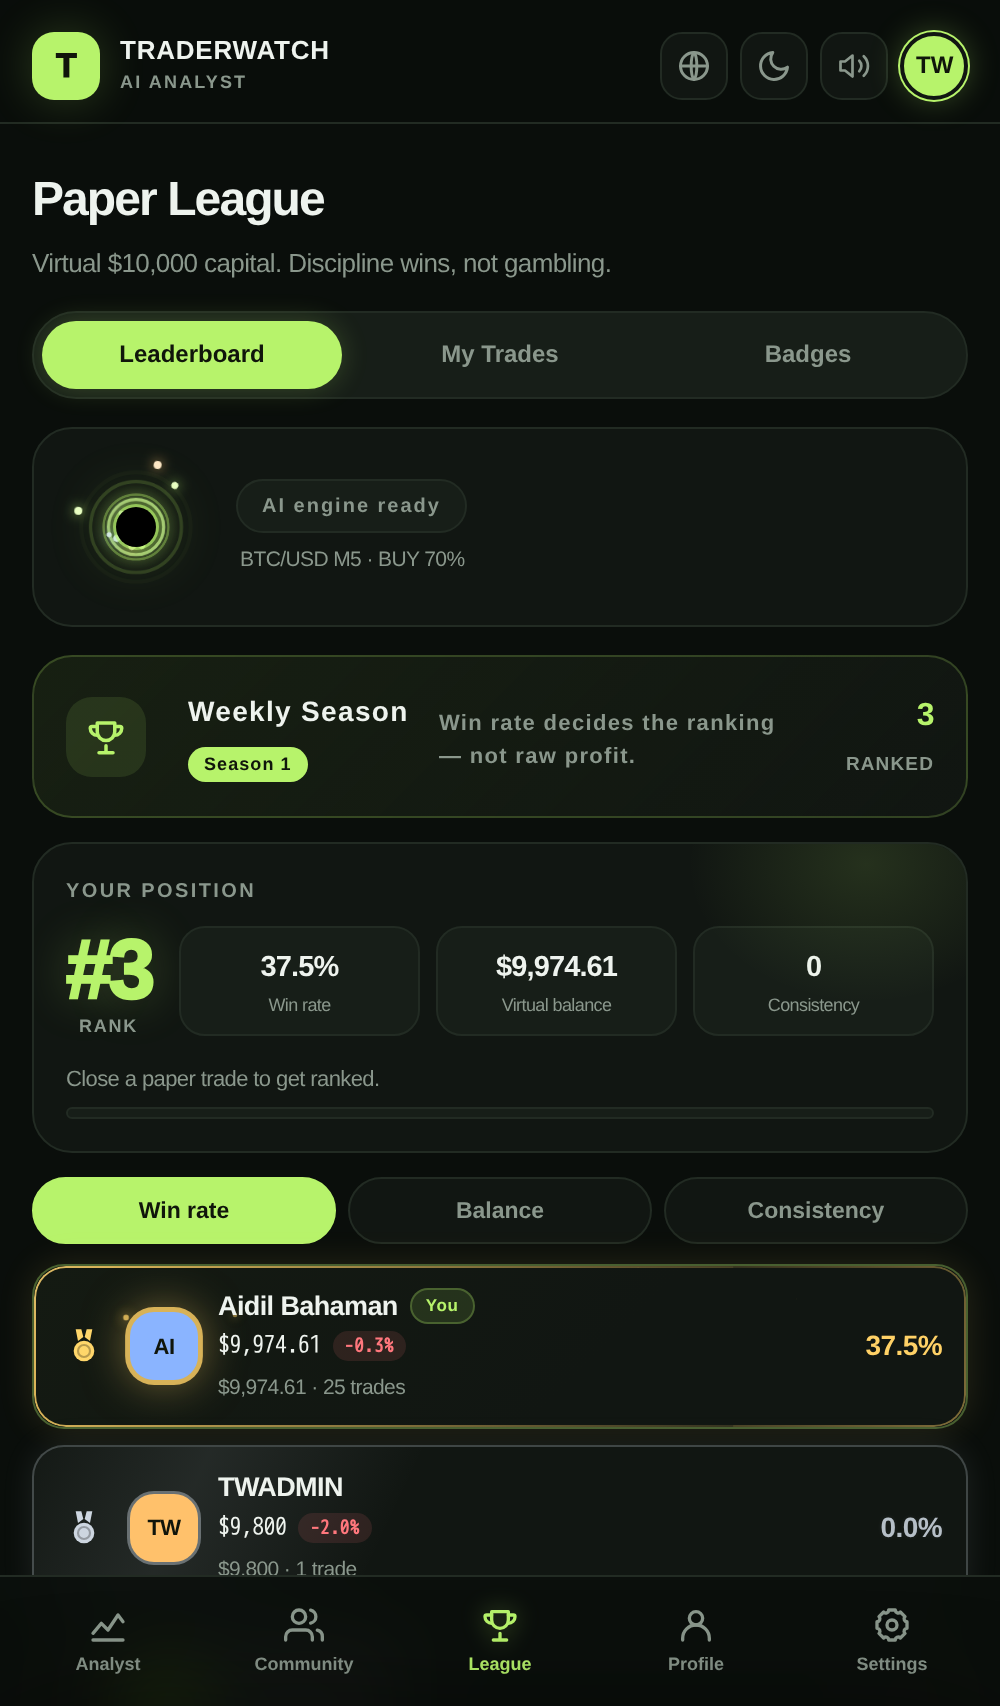 T
TRADERWATCH
AI ANALYST
TW
Paper League
Virtual $10,000 capital. Discipline wins, not gambling.
Leaderboard
My Trades
Badges
AI engine ready
BTC/USD M5 · BUY 70%
Weekly Season
Season 1
Win rate decides the ranking
— not raw profit.
3
RANKED
YOUR POSITION
#3
RANK
37.5%
Win rate
$9,974.61
Virtual balance
0
Consistency
Close a paper trade to get ranked.
Win rate
Balance
Consistency
AI
Aidil Bahaman
You
$9,974.61
-0.3%
$9,974.61 · 25 trades
37.5%
TW
TWADMIN
$9,800
-2.0%
$9,800 · 1 trade
0.0%
Analyst
Community
League
Profile
Settings